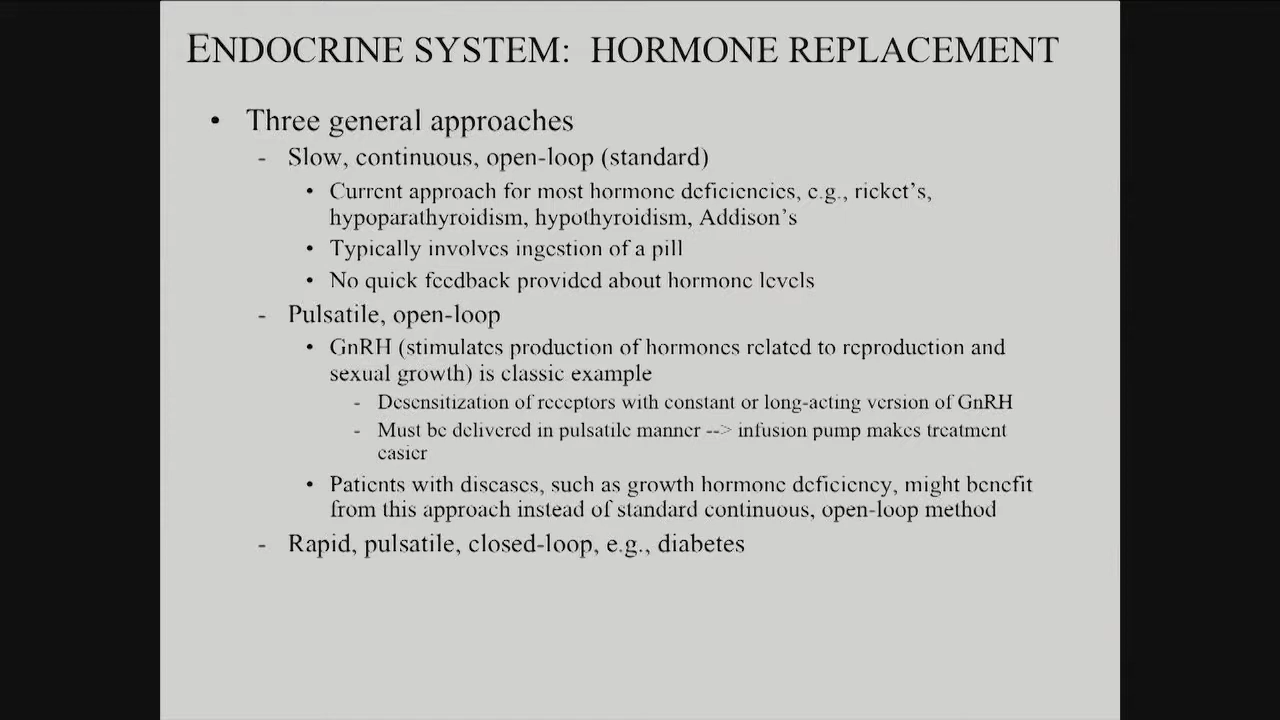 ENDOCRINE SYSTEM: HORMONE REPLACEMENT
• Three general approaches
- Slow, continuous, open-loop (standard)
• Current approach for most hormone deficiencies, e.g., ricket's,
hypoparathyroidism, hypothyroidism, Addison's
• Typically involves ingestion of a pill
• No quick feedback provided about hormone levels
- Pulsatile, open-loop
• GnRH (stimulates production of hormones related to reproduction and
sexual growth) is classic example
- Desensitization of receptors with constant or long-acting version of GnRH
- Must be delivered in pulsatile manner --> infusion pump makes treatment
easier
• Patients with diseases, such as growth hormone deficiency, might benefit
from this approach instead of standard continuous, open-loop method
- Rapid, pulsatile, closed-loop, e.g., diabetes